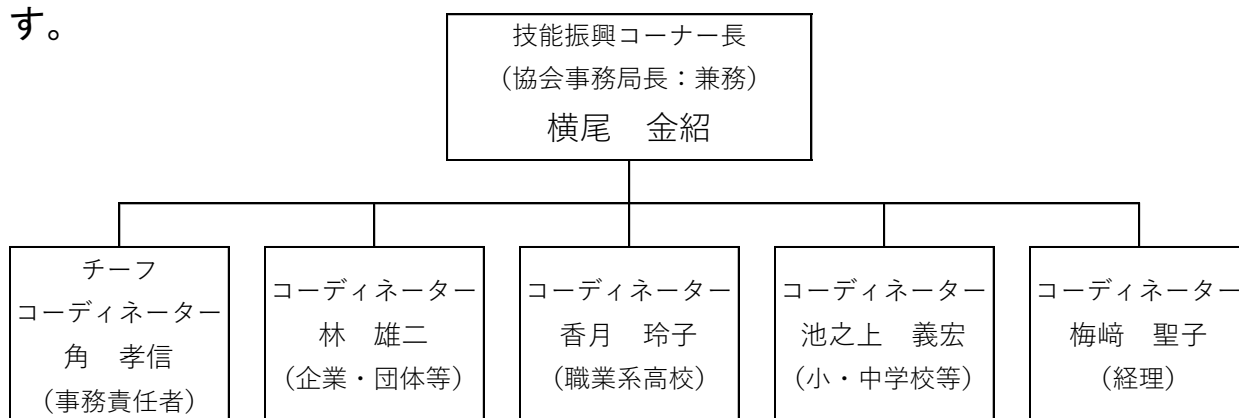 す。
技能振興コーナー長
（協会事務局長：兼務）
横尾　金紹
チーフ
コーディネーター
角　孝信
（事務責任者）
コーディネーター
林　雄二
（企業・団体等）
コーディネーター
香月　玲子
（職業系高校）
コーディネーター
池之上　義宏
（小・中学校等）
コーディネーター
梅﨑　聖子
（経理）